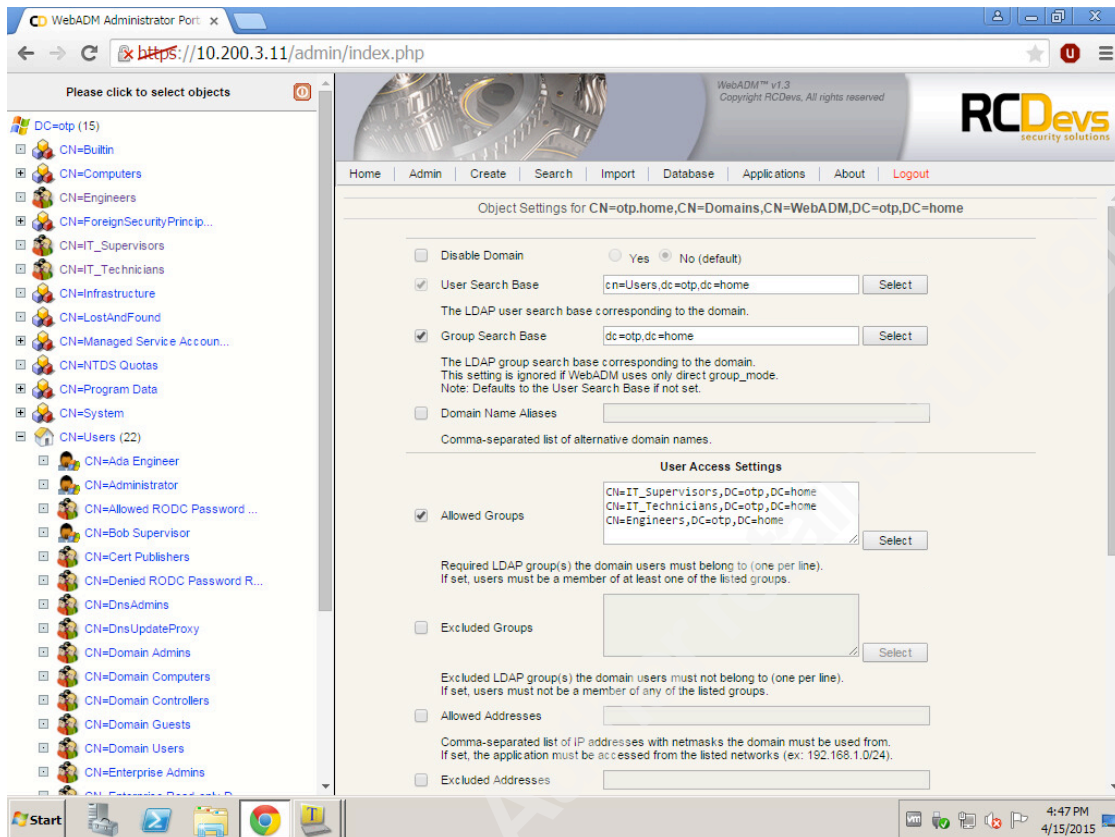 WebADM Administrator Port
https://10.200.3.11/admin/index.php
Please click to select objects
DC=otp (15)
CN=Builtin
CN=Computers
CN=Engineers
CN=ForeignSecurityPrincip...
CN=IT_Supervisors
CN=IT_Technicians
CN=Infrastructure
CN=LostAndFound
CN=Managed Service Accoun...
CN=NTDS Quotas
CN=Program Data
CN=System
CN=Users (22)
CN=Ada Engineer
CN=Administrator
CN=Allowed RODC Password ...
CN=Bob Supervisor
CN=Cert Publishers
CN=Denied RODC Password R...
CN=DnsAdmins
CN=DnsUpdateProxy
CN=Domain Admins
CN=Domain Computers
CN=Domain Controllers
CN=Domain Guests
CN=Domain Users
CN=Enterprise Admins
WebADM™ v1.3
Copyright RCDevs, All rights reserved
RCDevs
security solutions
Home Admin Create Search Import Database Applications About Logout
Object Settings for CN=otp.home,CN=Domains,CN=WebADM,DC=otp,DC=home
Disable Domain Yes No (default)
User Search Base cn=Users,dc=otp,dc=home Select
The LDAP user search base corresponding to the domain.
Group Search Base dc=otp,dc=home Select
The LDAP group search base corresponding to the domain.
This setting is ignored if WebADM uses only direct group_mode.
Note: Defaults to the User Search Base if not set.
Domain Name Aliases
Comma-separated list of alternative domain names.
User Access Settings
CN=IT_Supervisors,DC=otp,DC=home
CN=IT_Technicians,DC=otp,DC=home
CN=Engineers,DC=otp,DC=home
Allowed Groups
Select
Required LDAP group(s) the domain users must belong to (one per line).
If set, users must be a member of at least one of the listed groups.
Excluded Groups
Select
Excluded LDAP group(s) the domain users must not belong to (one per line).
If set, users must not be a member of any of the listed groups.
Allowed Addresses
Comma-separated list of IP addresses with netmasks the domain must be used from.
If set, the application must be accessed from the listed networks (ex: 192.168.1.0/24).
Excluded Addresses
Start
4:47 PM
4/15/2015